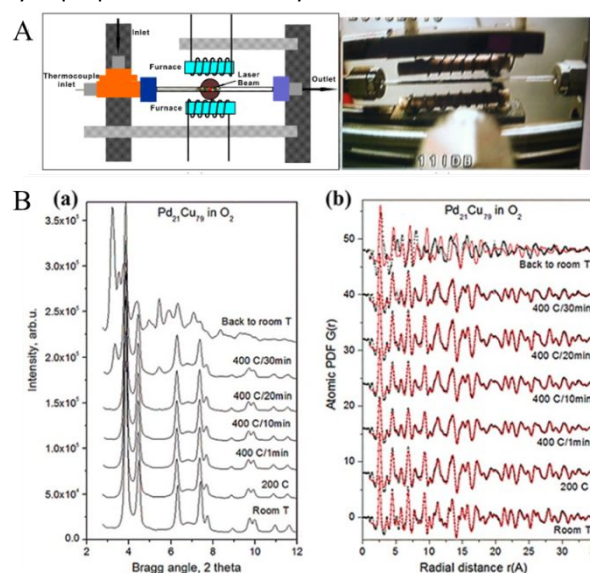 A
Inlet
Thermocouple
inlet
Furnace
Laser
Beam
Outlet
Furnace
11IDB
B
(a)
Pd₂₁Cu₇₉ in O₂
Intensity, arb.u.
3.5x10⁵
3.0x10⁵
2.5x10⁵
2.0x10⁵
1.5x10⁵
1.0x10⁵
5.0x10⁴
0.0
Back to room T
400 C/30min
400 C/20min
400 C/10min
400 C/1min
200 C
Room T
2 4 6 8 10 12
Bragg angle, 2 theta
(b)
Pd₂₁Cu₇₉ in O₂
Atomic PDF G(r)
50
40
30
20
10
0
Back to room T
400 C/30min
400 C/20min
400 C/10min
400 C/1min
200 C
Room T
0 5 10 15 20 25 30
Radial distance r(A)